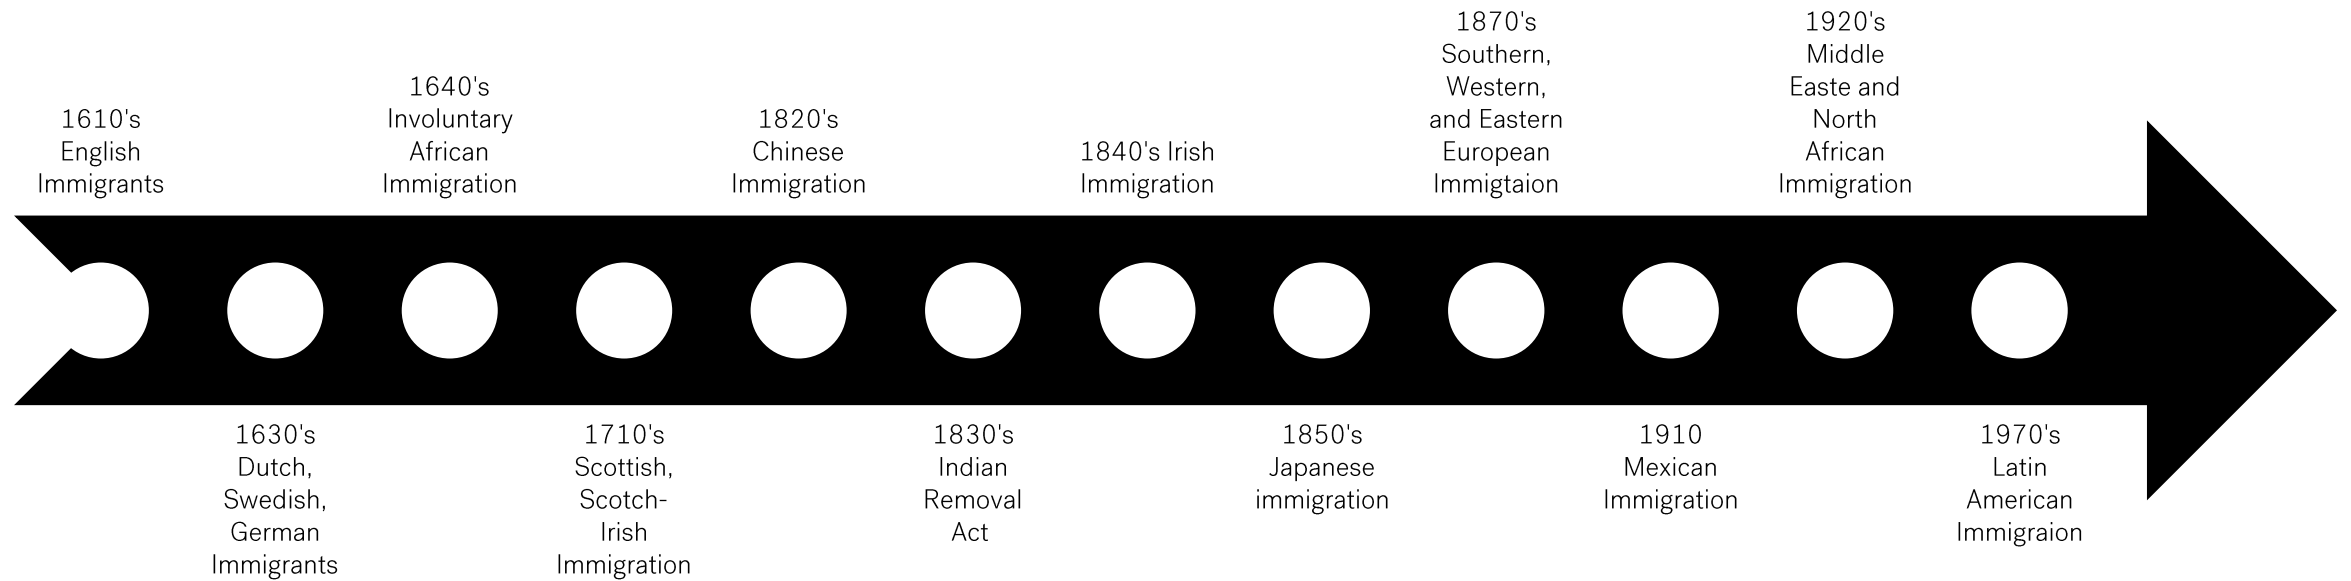 1610's
English
Immigrants
1630's
Dutch,
Swedish,
German
Immigrants
1640's
Involuntary
African
Immigration
1710's
Scottish,
Scotch-
Irish
Immigration
1820's
Chinese
Immigration
1830's
Indian
Removal
Act
1840's Irish
Immigration
1850's
Japanese
immigration
1870's
Southern,
Western,
and Eastern
European
Immigtaion
1910
Mexican
Immigration
1920's
Middle
Easte and
North
African
Immigration
1970's
Latin
American
Immigraion